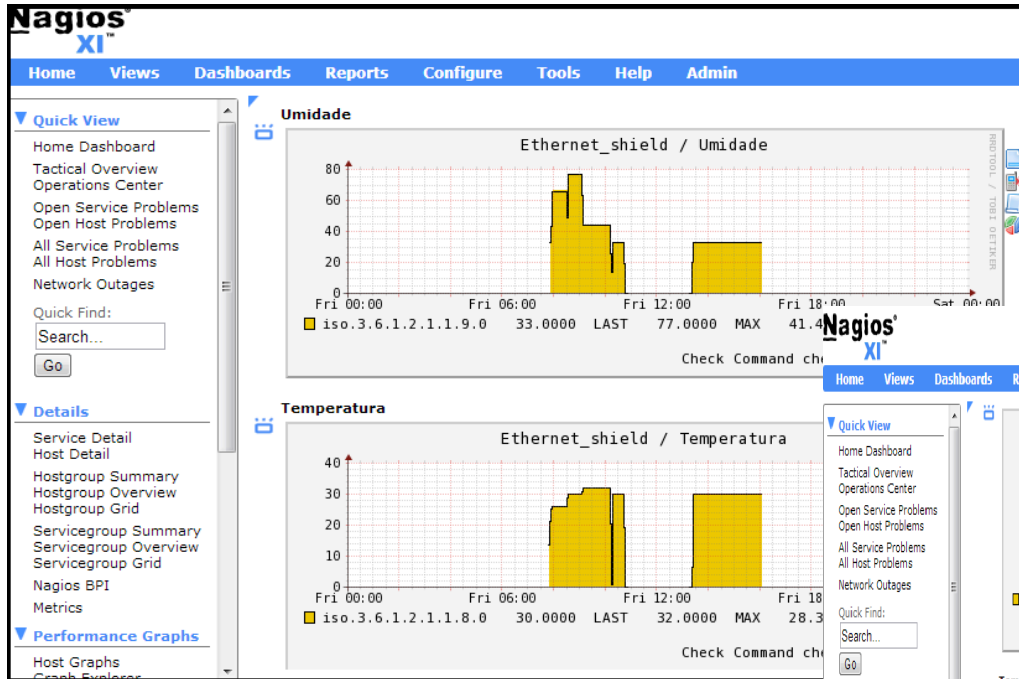 Nagios®
XI™
Home Views Dashboards Reports Configure Tools Help Admin
Quick View
Home Dashboard
Tactical Overview
Operations Center
Open Service Problems
Open Host Problems
All Service Problems
All Host Problems
Network Outages
Quick Find:
Search...
Go
Details
Service Detail
Host Detail
Hostgroup Summary
Hostgroup Overview
Hostgroup Grid
Servicegroup Summary
Servicegroup Overview
Servicegroup Grid
Nagios BPI
Metrics
Performance Graphs
Host Graphs
Graph Explorer
Umidade
Ethernet_shield / Umidade
RRDTOOL / TOBI OETIKER
80
60
40
20
0
Fri 00:00 Fri 06:00 Fri 12:00 Fri 18:00 Sat 00:00
iso.3.6.1.2.1.1.9.0 33.0000 LAST 77.0000 MAX 41.4
Check Command ch
Temperatura
Ethernet_shield / Temperatura
40
30
20
10
0
Fri 00:00 Fri 06:00 Fri 12:00 Fri 18
iso.3.6.1.2.1.1.8.0 30.0000 LAST 32.0000 MAX 28.3
Check Command ch
Nagios®
XI™
Home Views Dashboards R
Quick View
Home Dashboard
Tactical Overview
Operations Center
Open Service Problems
Open Host Problems
All Service Problems
All Host Problems
Network Outages
Quick Find:
Search...
Go